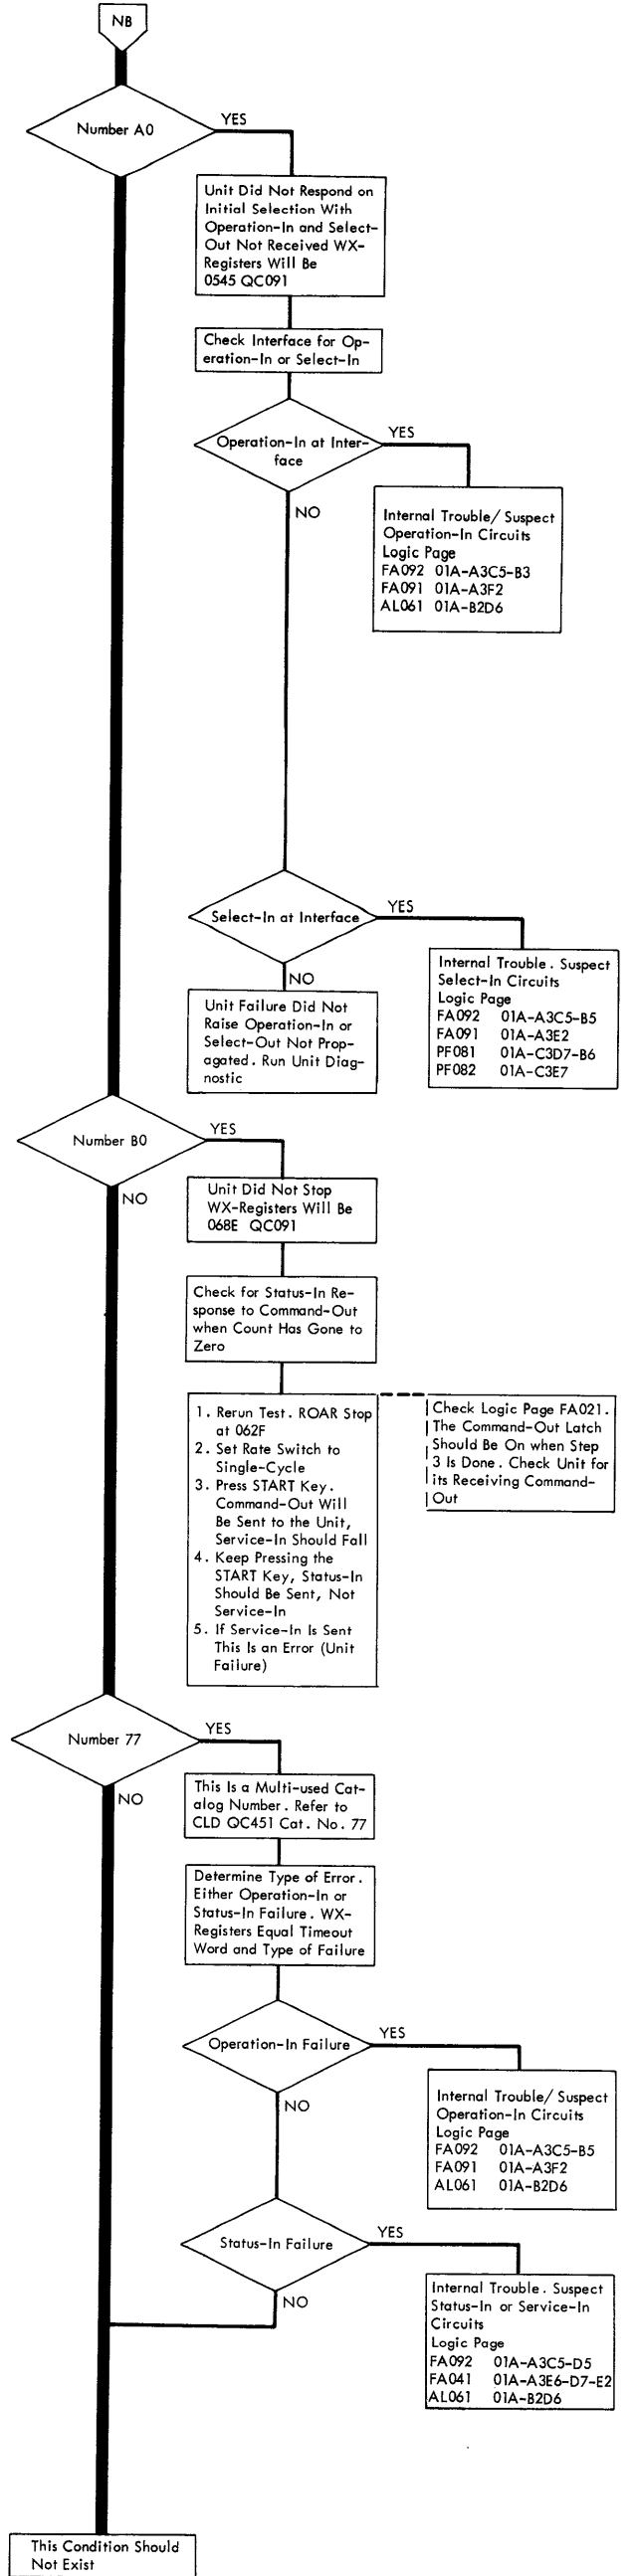 NB
Number A0
YES
Unit Did Not Respond on
Initial Selection With
Operation-In and Select-
Out Not Received WX-
Registers Will Be
0545 QC091
Check Interface for Op-
eration-In or Select-In
Operation-In at Inter-
face
YES
NO
Internal Trouble/ Suspect
Operation-In Circuits
Logic Page
FA092 01A-A3C5-B3
FA091 01A-A3F2
AL061 01A-B2D6
Select-In at Interface
YES
NO
Internal Trouble. Suspect
Select-In Circuits
Logic Page
FA092 01A-A3C5-B5
FA091 01A-A3E2
PF081 01A-C3D7-B6
PF082 01A-C3E7
Unit Failure Did Not
Raise Operation-In or
Select-Out Not Prop-
agated. Run Unit Diag-
nostic
Number B0
YES
NO
Unit Did Not Stop
WX-Registers Will Be
068E QC091
Check for Status-In Re-
sponse to Command-Out
when Count Has Gone to
Zero
1. Rerun Test. ROAR Stop
at 062F
2. Set Rate Switch to
Single-Cycle
3. Press START Key.
Command-Out Will
Be Sent to the Unit,
Service-In Should Fall
4. Keep Pressing the
START Key, Status-In
Should Be Sent, Not
Service-In
5. If Service-In Is Sent
This Is an Error (Unit
Failure)
Check Logic Page FA021.
The Command-Out Latch
Should Be On when Step
3 Is Done. Check Unit for
its Receiving Command-
Out
Number 77
YES
NO
This Is a Multi-used Cat-
alog Number. Refer to
CLD QC451 Cat. No. 77
Determine Type of Error.
Either Operation-In or
Status-In Failure. WX-
Registers Equal Timeout
Word and Type of Failure
Operation-In Failure
YES
NO
Internal Trouble/ Suspect
Operation-In Circuits
Logic Page
FA092 01A-A3C5-B5
FA091 01A-A3F2
AL061 01A-B2D6
Status-In Failure
YES
NO
Internal Trouble. Suspect
Status-In or Service-In
Circuits
Logic Page
FA092 01A-A3C5-D5
FA041 01A-A3E6-D7-E2
AL061 01A-B2D6
This Condition Should
Not Exist